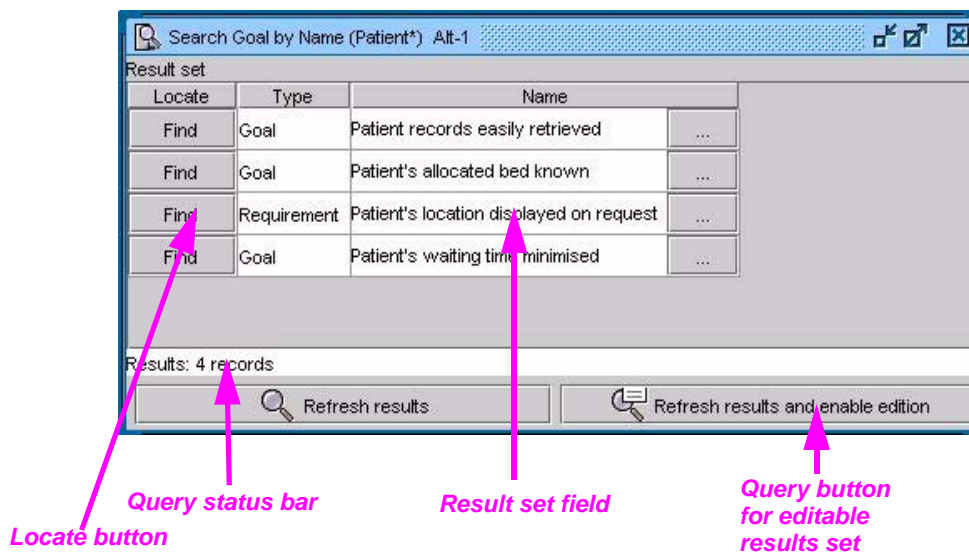 Search Goal by Name (Patient*) Alt-1
Result set
Locate Type Name
Find Goal Patient records easily retrieved ...
Find Goal Patient's allocated bed known ...
Find Requirement Patient's location displayed on request ...
Find Goal Patient's waiting time minimised ...
Results: 4 records
Refresh results Refresh results and enable edition
Query status bar
Result set field
Query button
for editable
results set
Locate button